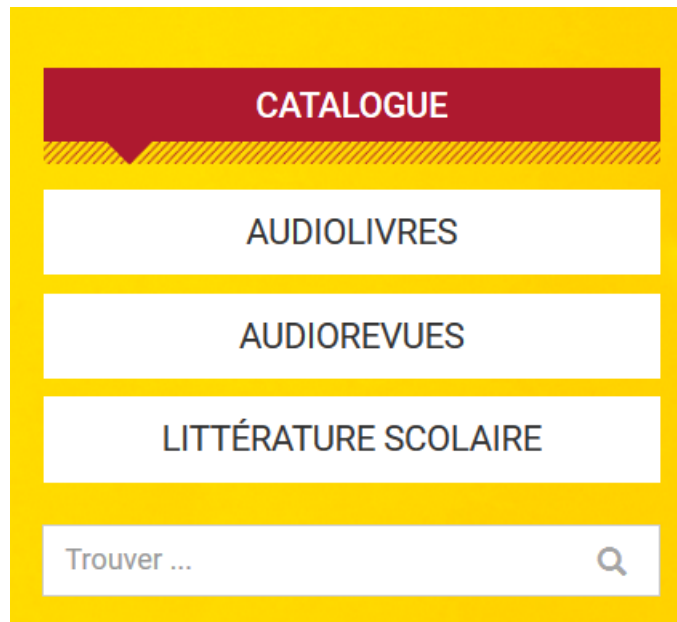 CATALOGUE
AUDIOLIVRES
AUDIOREVUES
LITTÉRATURE SCOLAIRE
Trouver ...